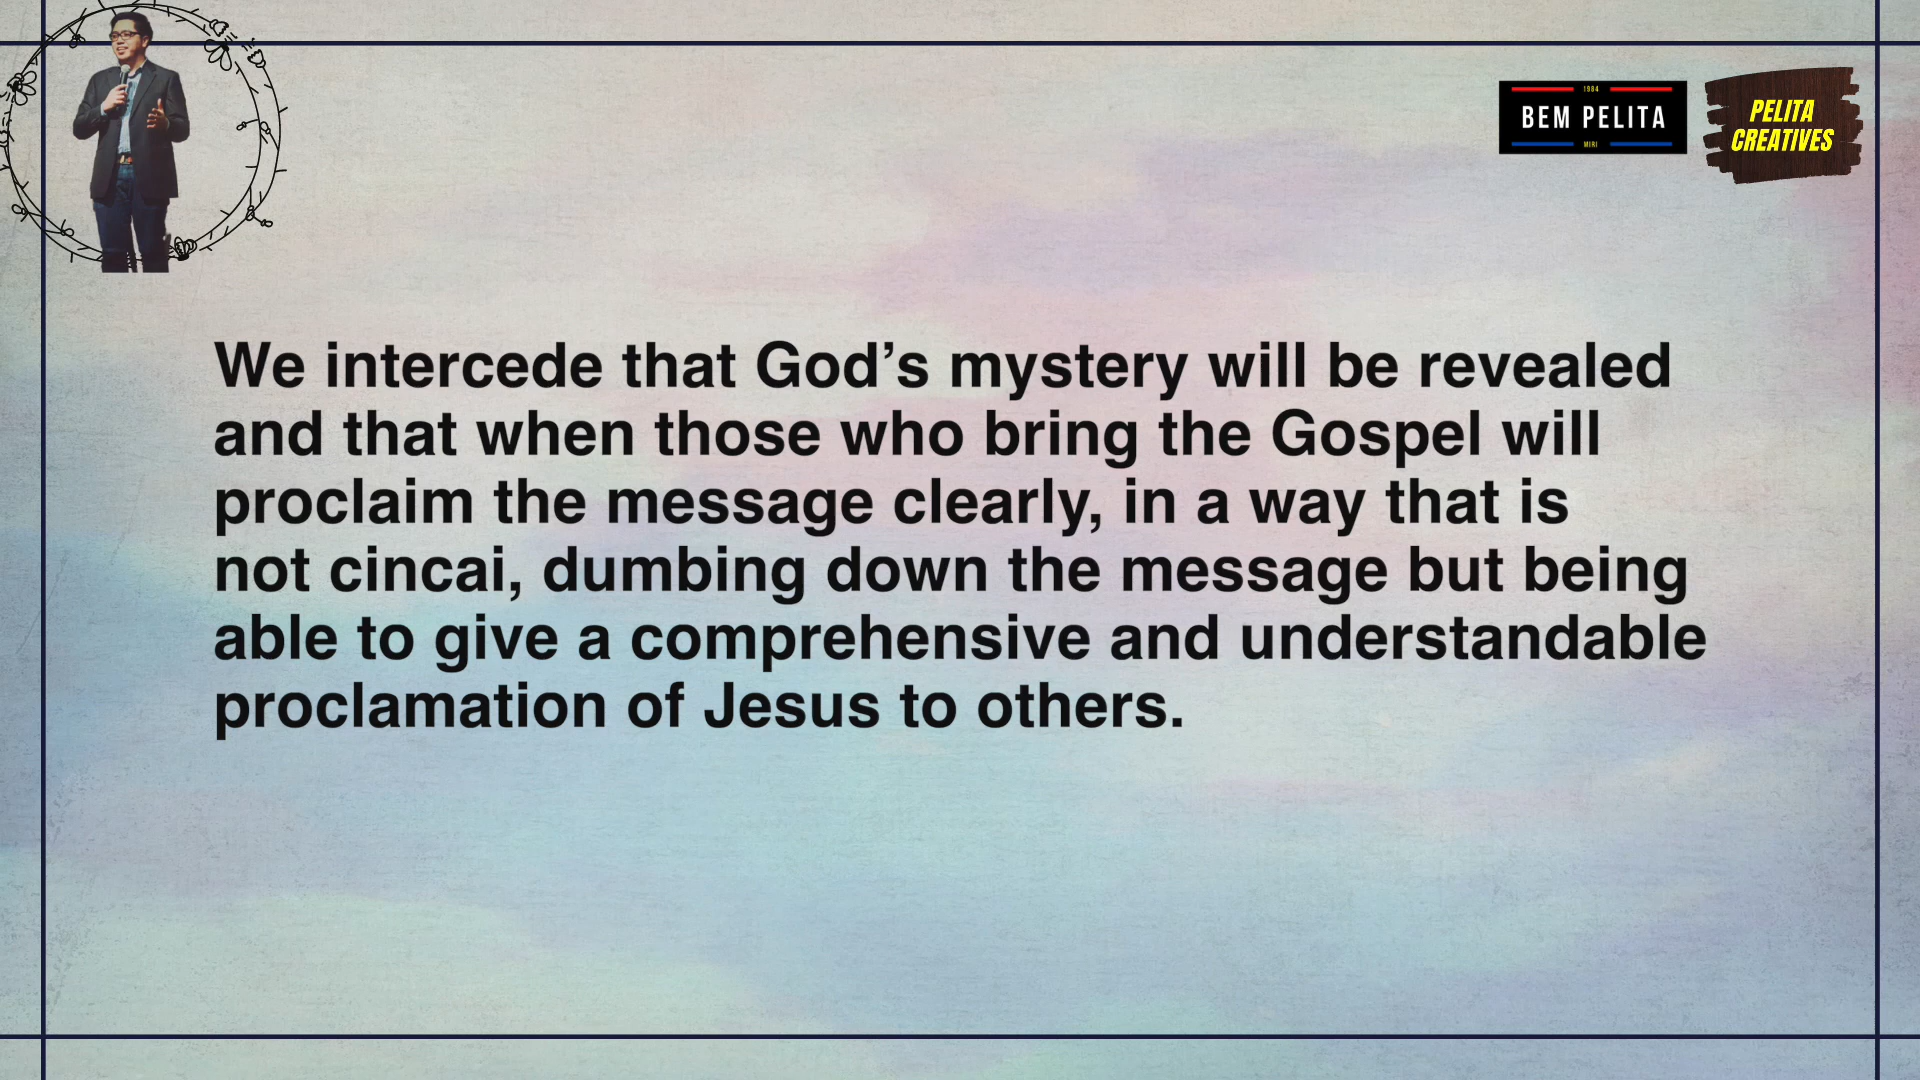 1984
BEM PELITA
MIRI
PELITA
CREATIVES
We intercede that God’s mystery will be revealed
and that when those who bring the Gospel will
proclaim the message clearly, in a way that is
not cincai, dumbing down the message but being
able to give a comprehensive and understandable
proclamation of Jesus to others.